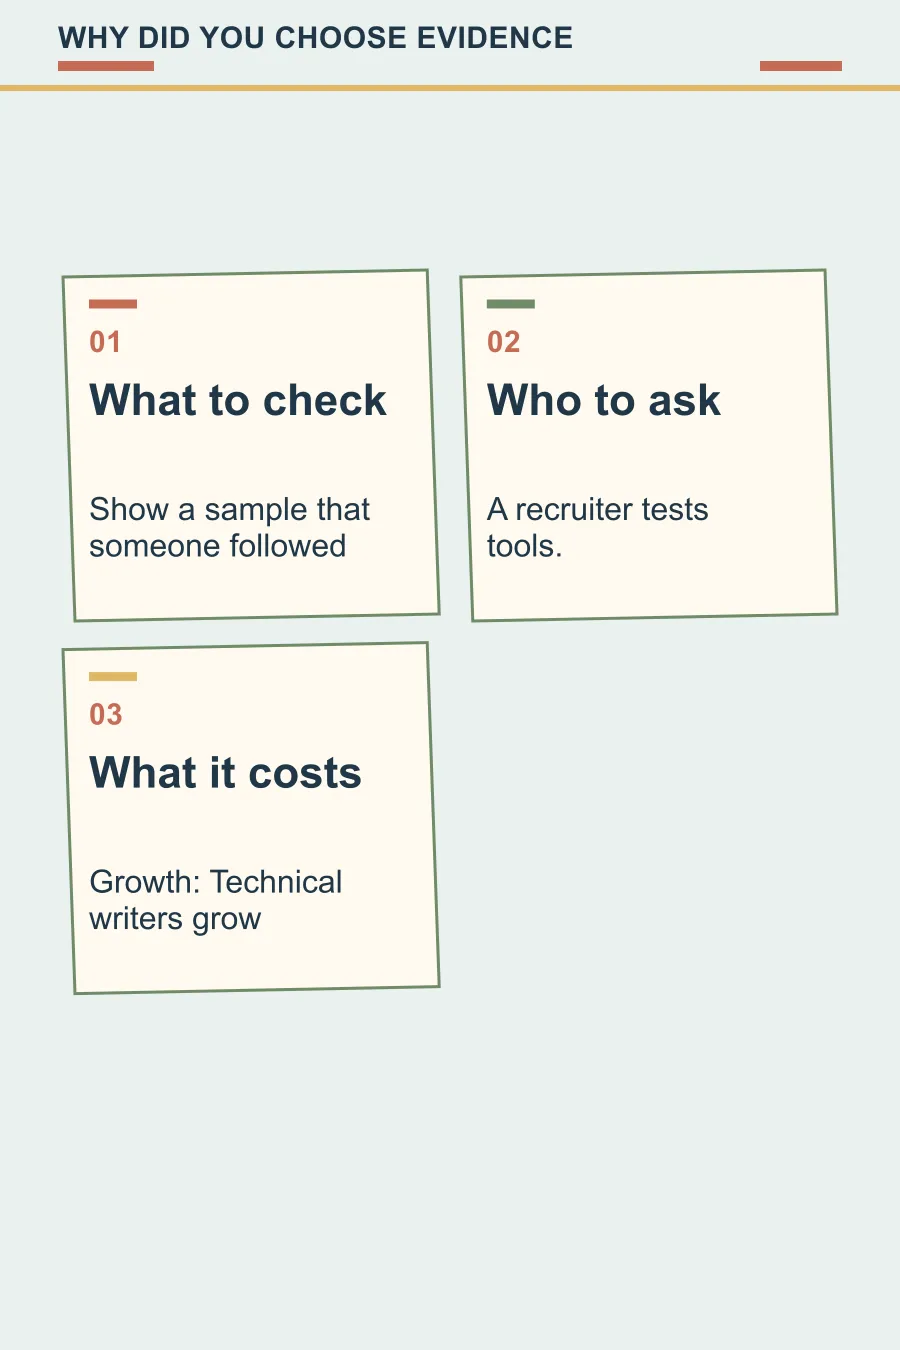 WHY DID YOU CHOOSE EVIDENCE
01
What to check
Show a sample that
someone followed
02
Who to ask
A recruiter tests
tools.
03
What it costs
Growth: Technical
writers grow